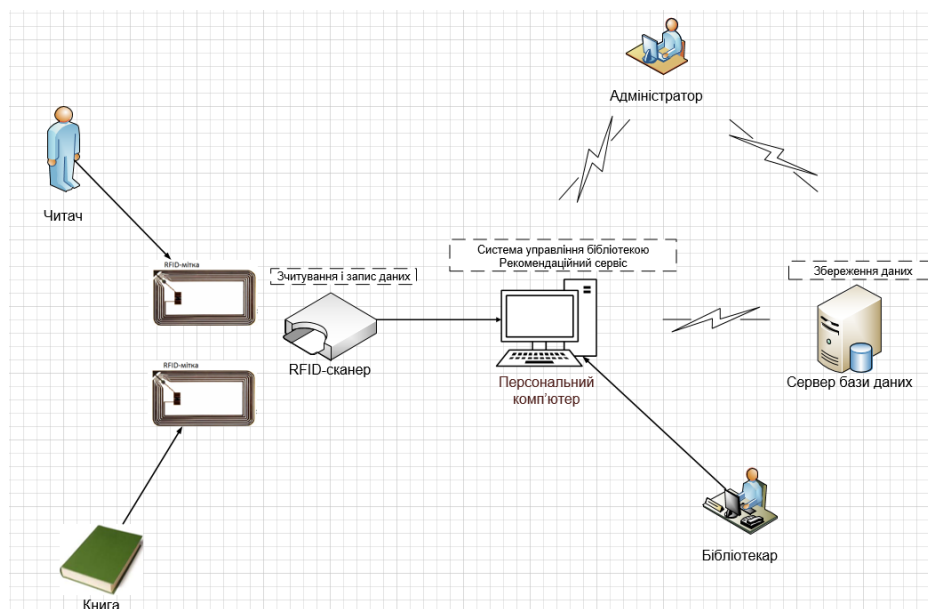 Адміністратор
Читач
RFID-мітка
Зчитування і запис даних
Система управління бібліотекою
Рекомендаційний сервіс
Збереження даних
RFID-сканер
RFID-мітка
Персональний
комп'ютер
Сервер бази даних
Бібліотекар
Книга